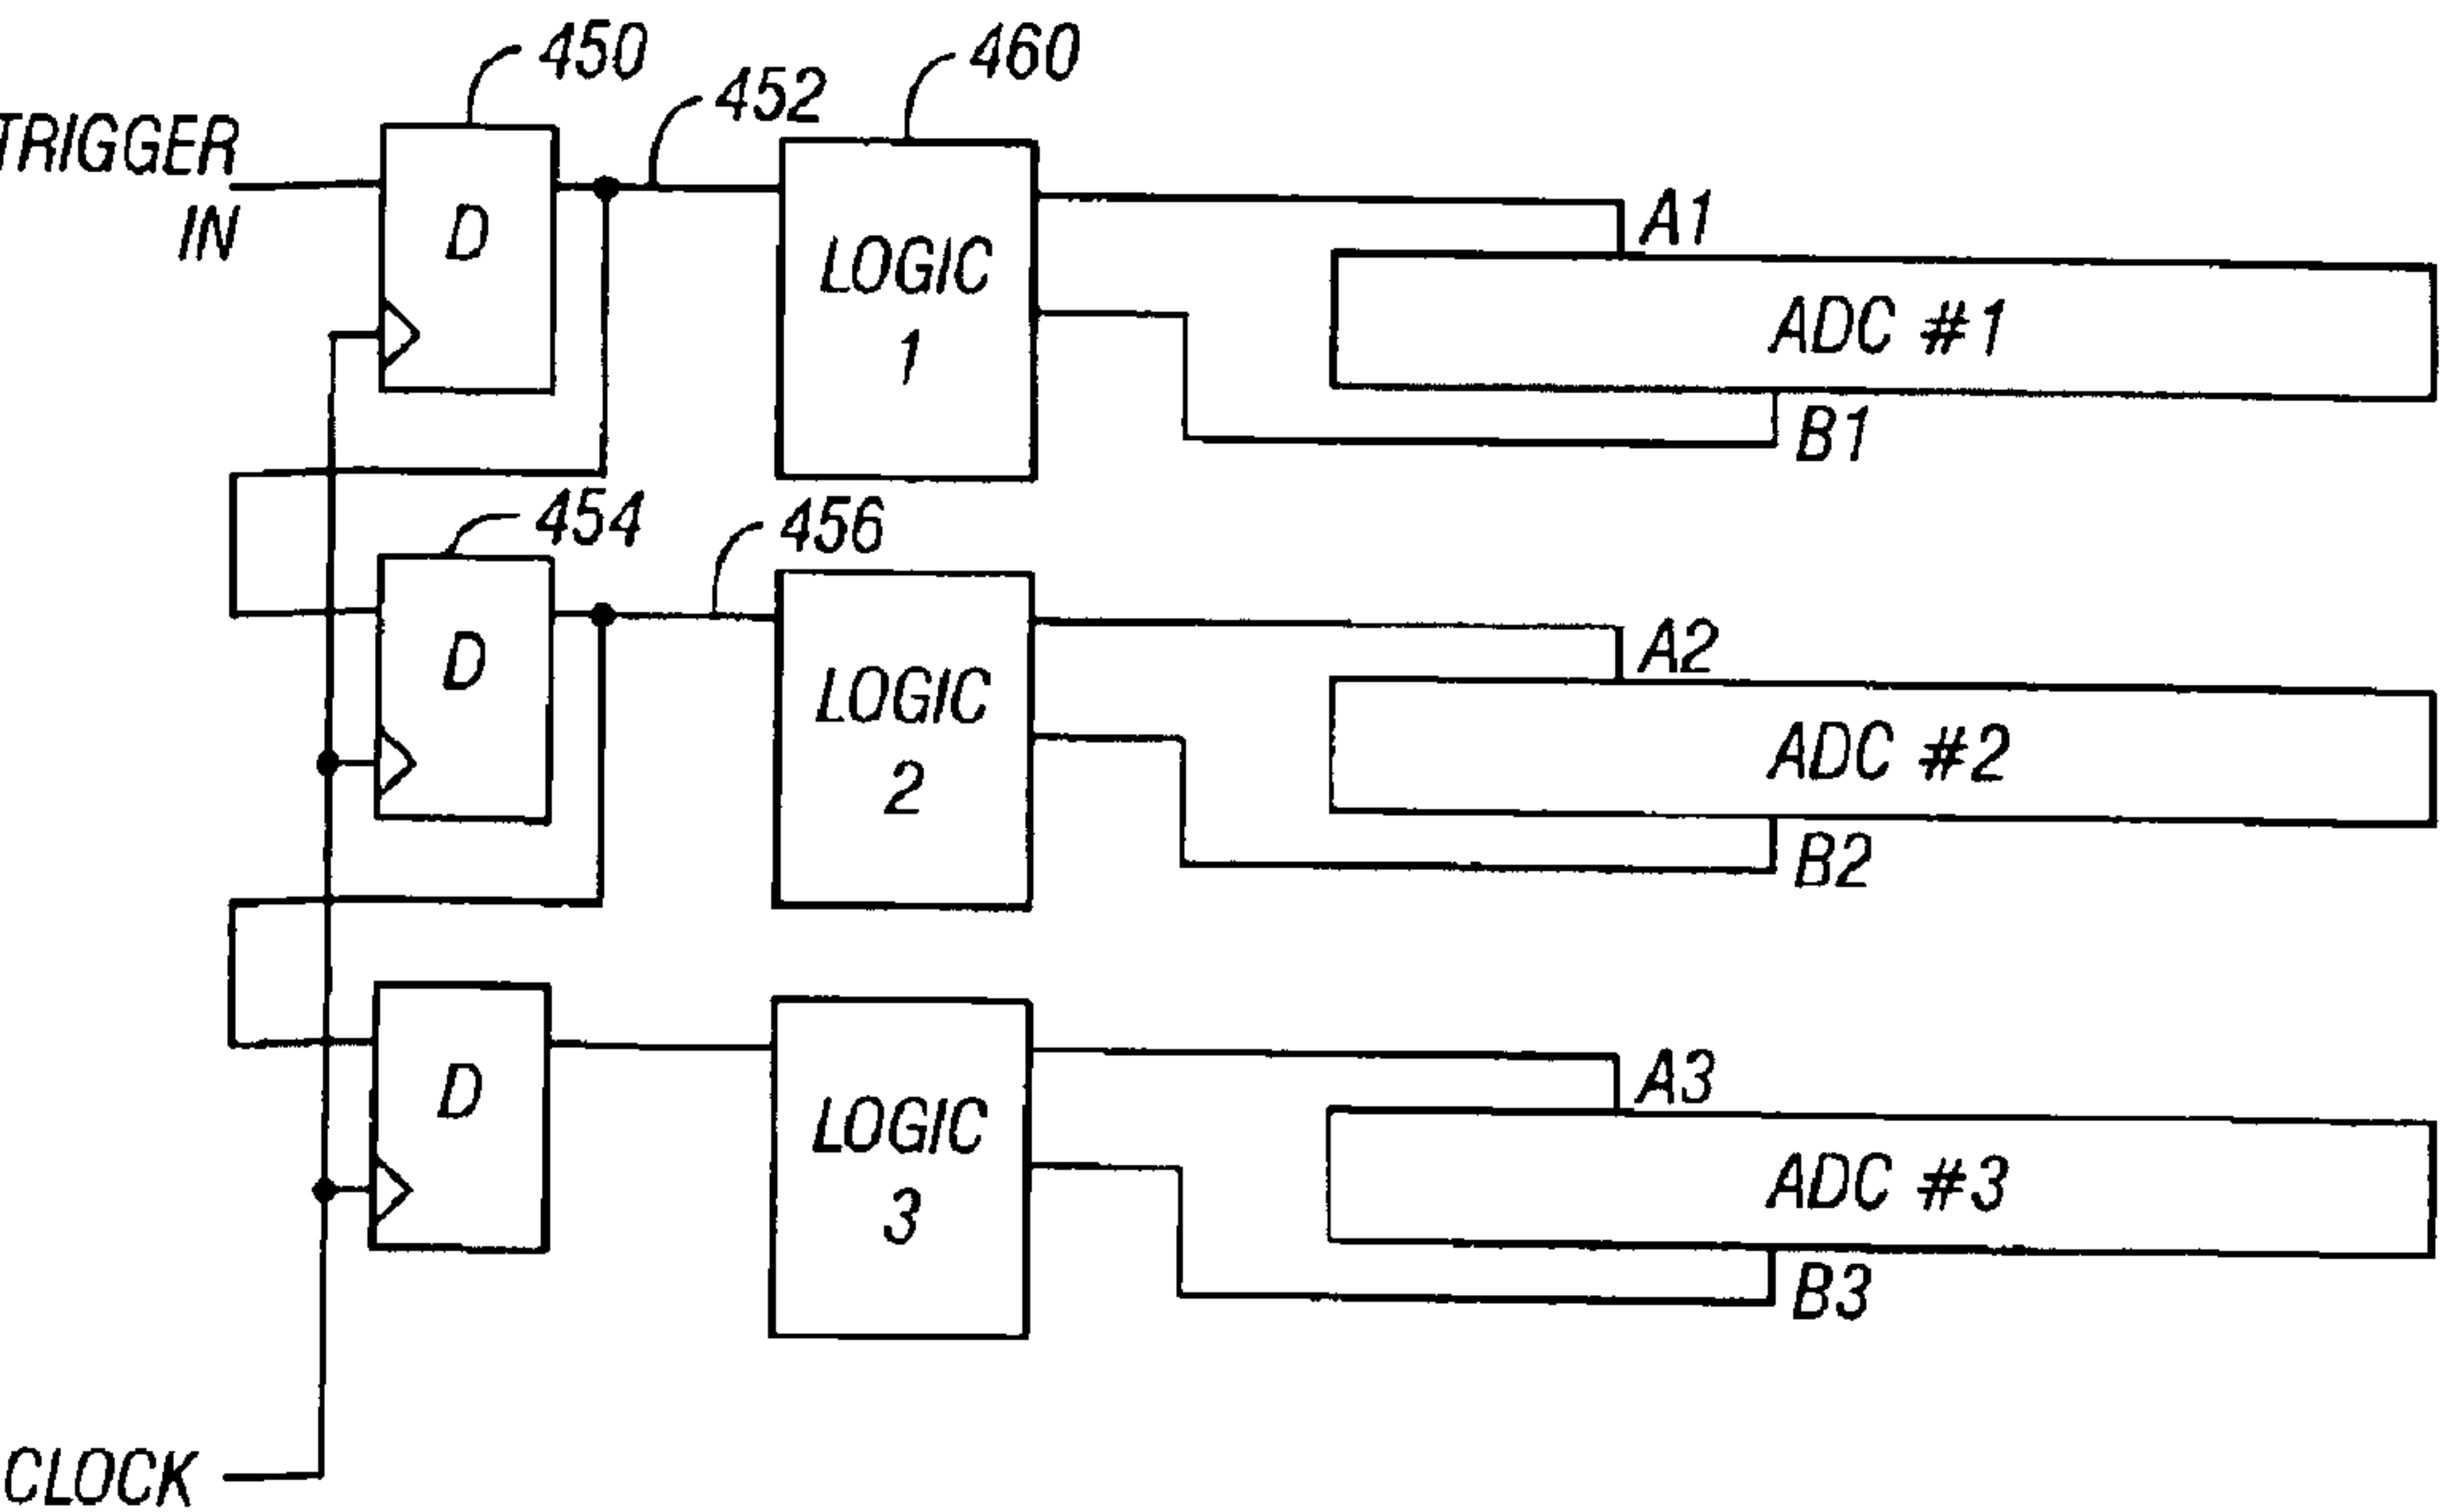 450
452
460
TRIGGER
IN
D
LOGIC
1
A1
ADC #1
B1
454
456
D
LOGIC
2
A2
ADC #2
B2
D
LOGIC
3
A3
ADC #3
B3
CLOCK